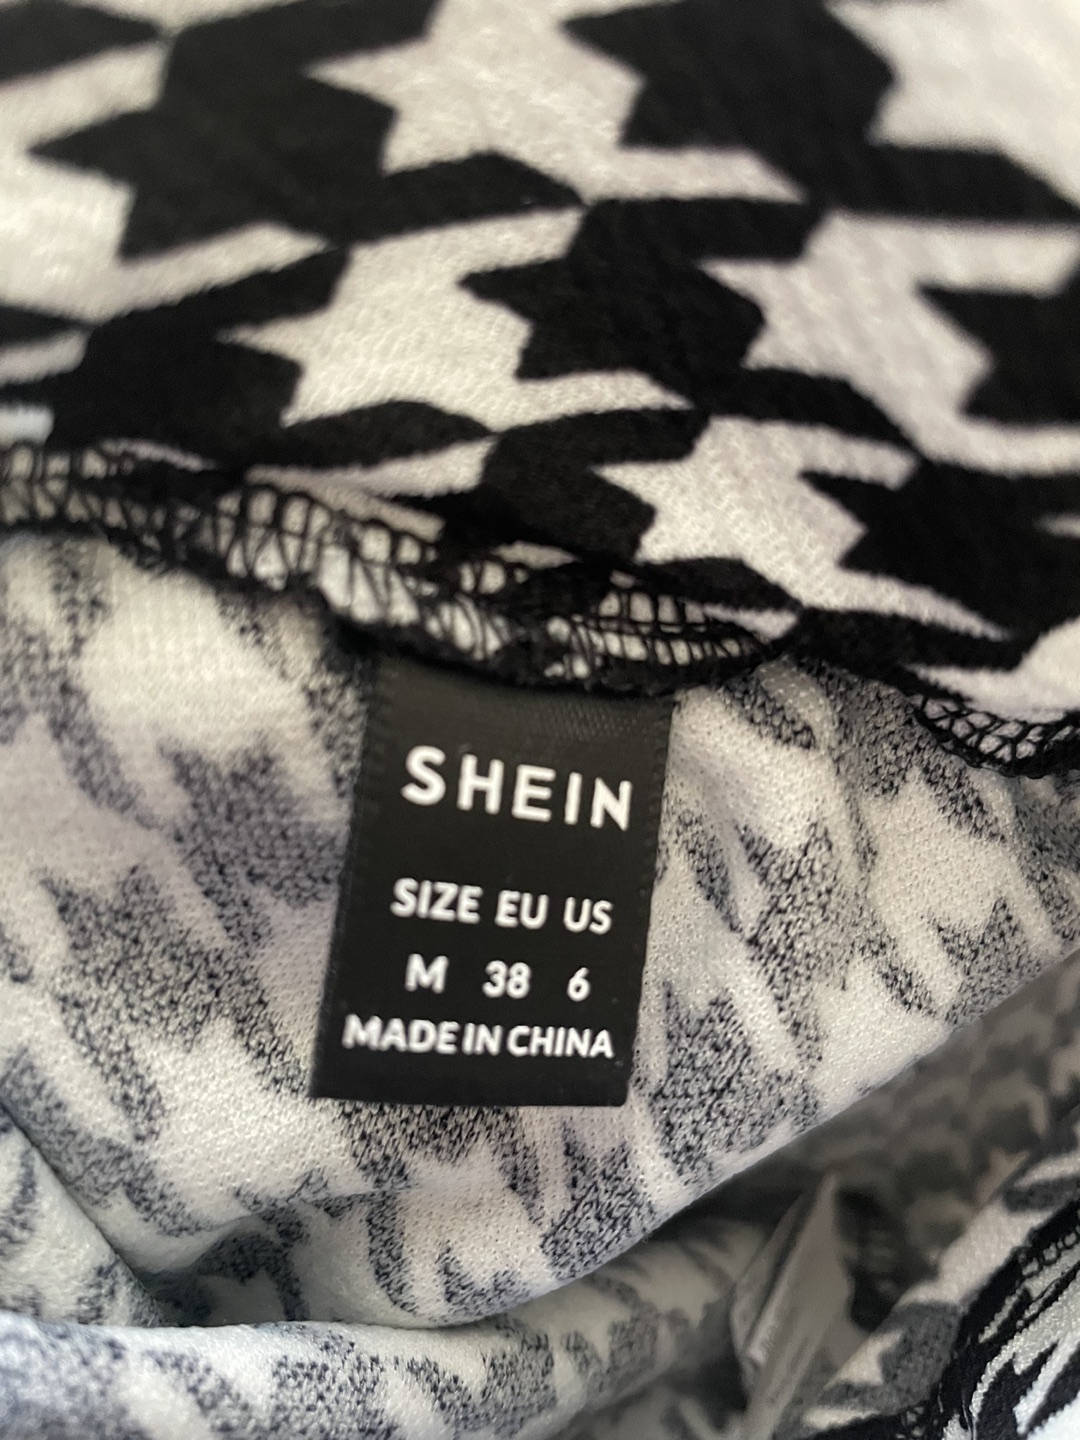 SHEIN
SIZE EU US
M 38 6
MADE IN CHINA